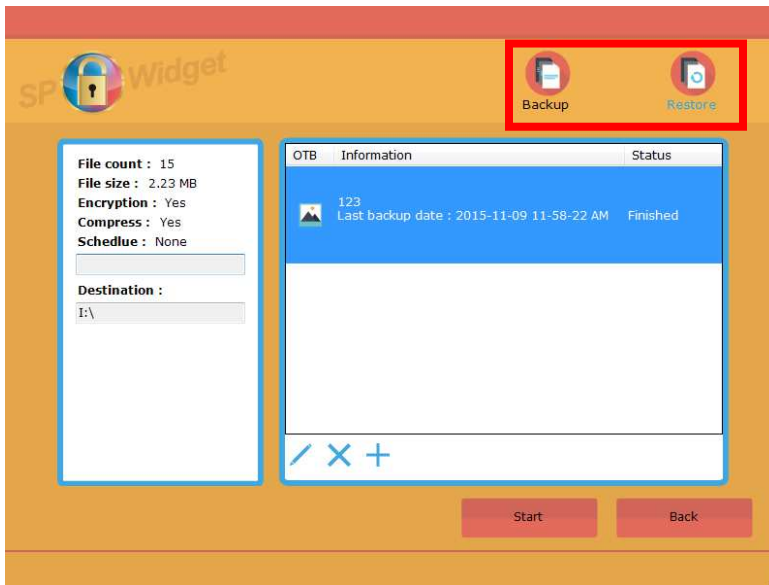 SP Widget
Backup
Restore
File count : 15
File size : 2.23 MB
Encryption : Yes
Compress : Yes
Schedlue : None
Destination :
I:\
OTB Information Status
123
Last backup date : 2015-11-09 11-58-22 AM Finished
Start
Back